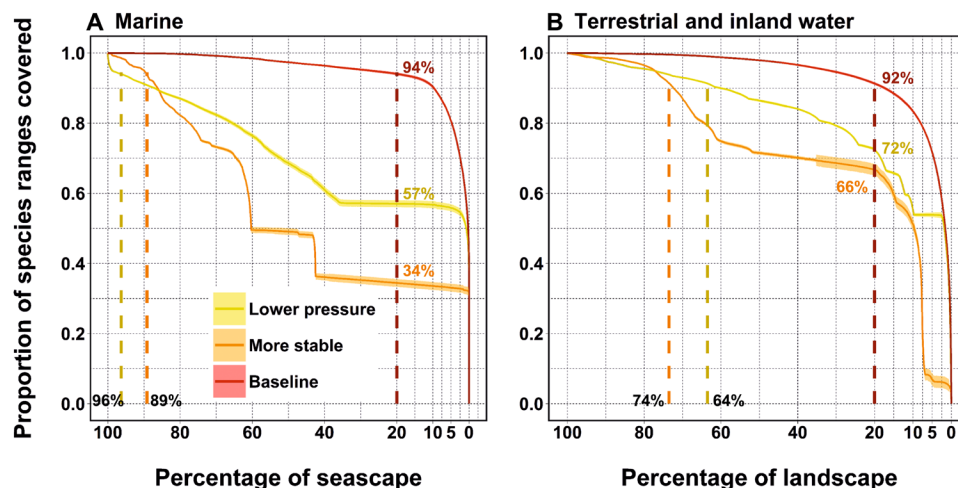 A Marine
B Terrestrial and inland water
Proportion of species ranges covered
1.0
0.8
0.6
0.4
0.2
0.0
94%
57%
34%
Lower pressure
More stable
Baseline
96%
89%
100 80 60 40 20 10 5 0
Percentage of seascape
1.0
0.8
0.6
0.4
0.2
0.0
92%
72%
66%
74%
64%
100 80 60 40 20 10 5 0
Percentage of landscape